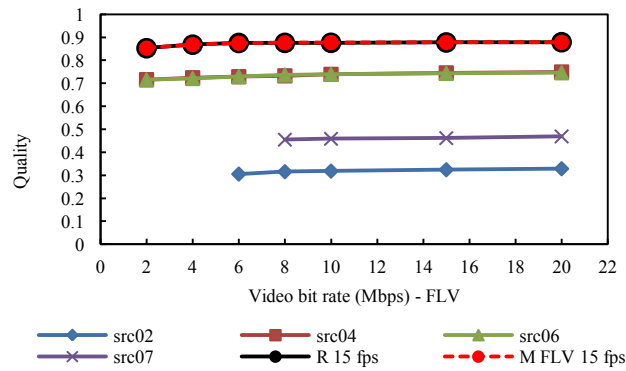 1
0.9
0.8
0.7
0.6
0.5
0.4
0.3
0.2
0.1
0
Quality
0 2 4 6 8 10 12 14 16 18 20 22
Video bit rate (Mbps) - FLV
src02 src04 src06
src07 R 15 fps M FLV 15 fps